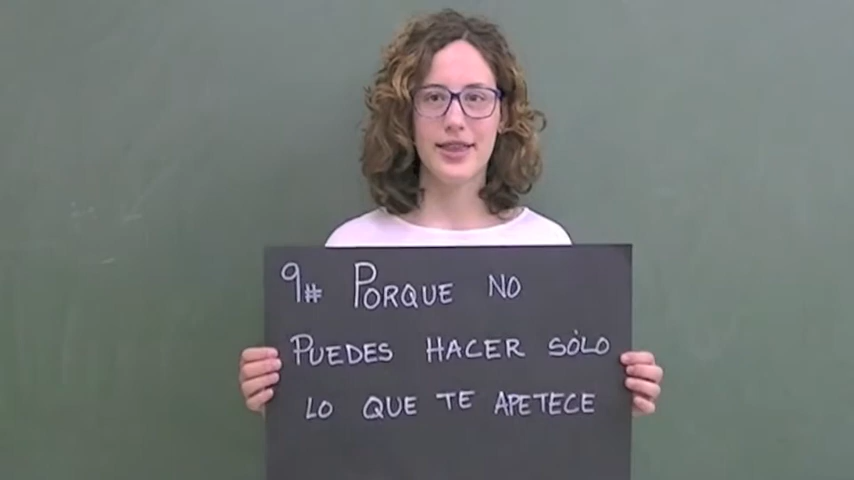 9# PORQUE NO
PUEDES HACER SÓLO
LO QUE TE APETECE